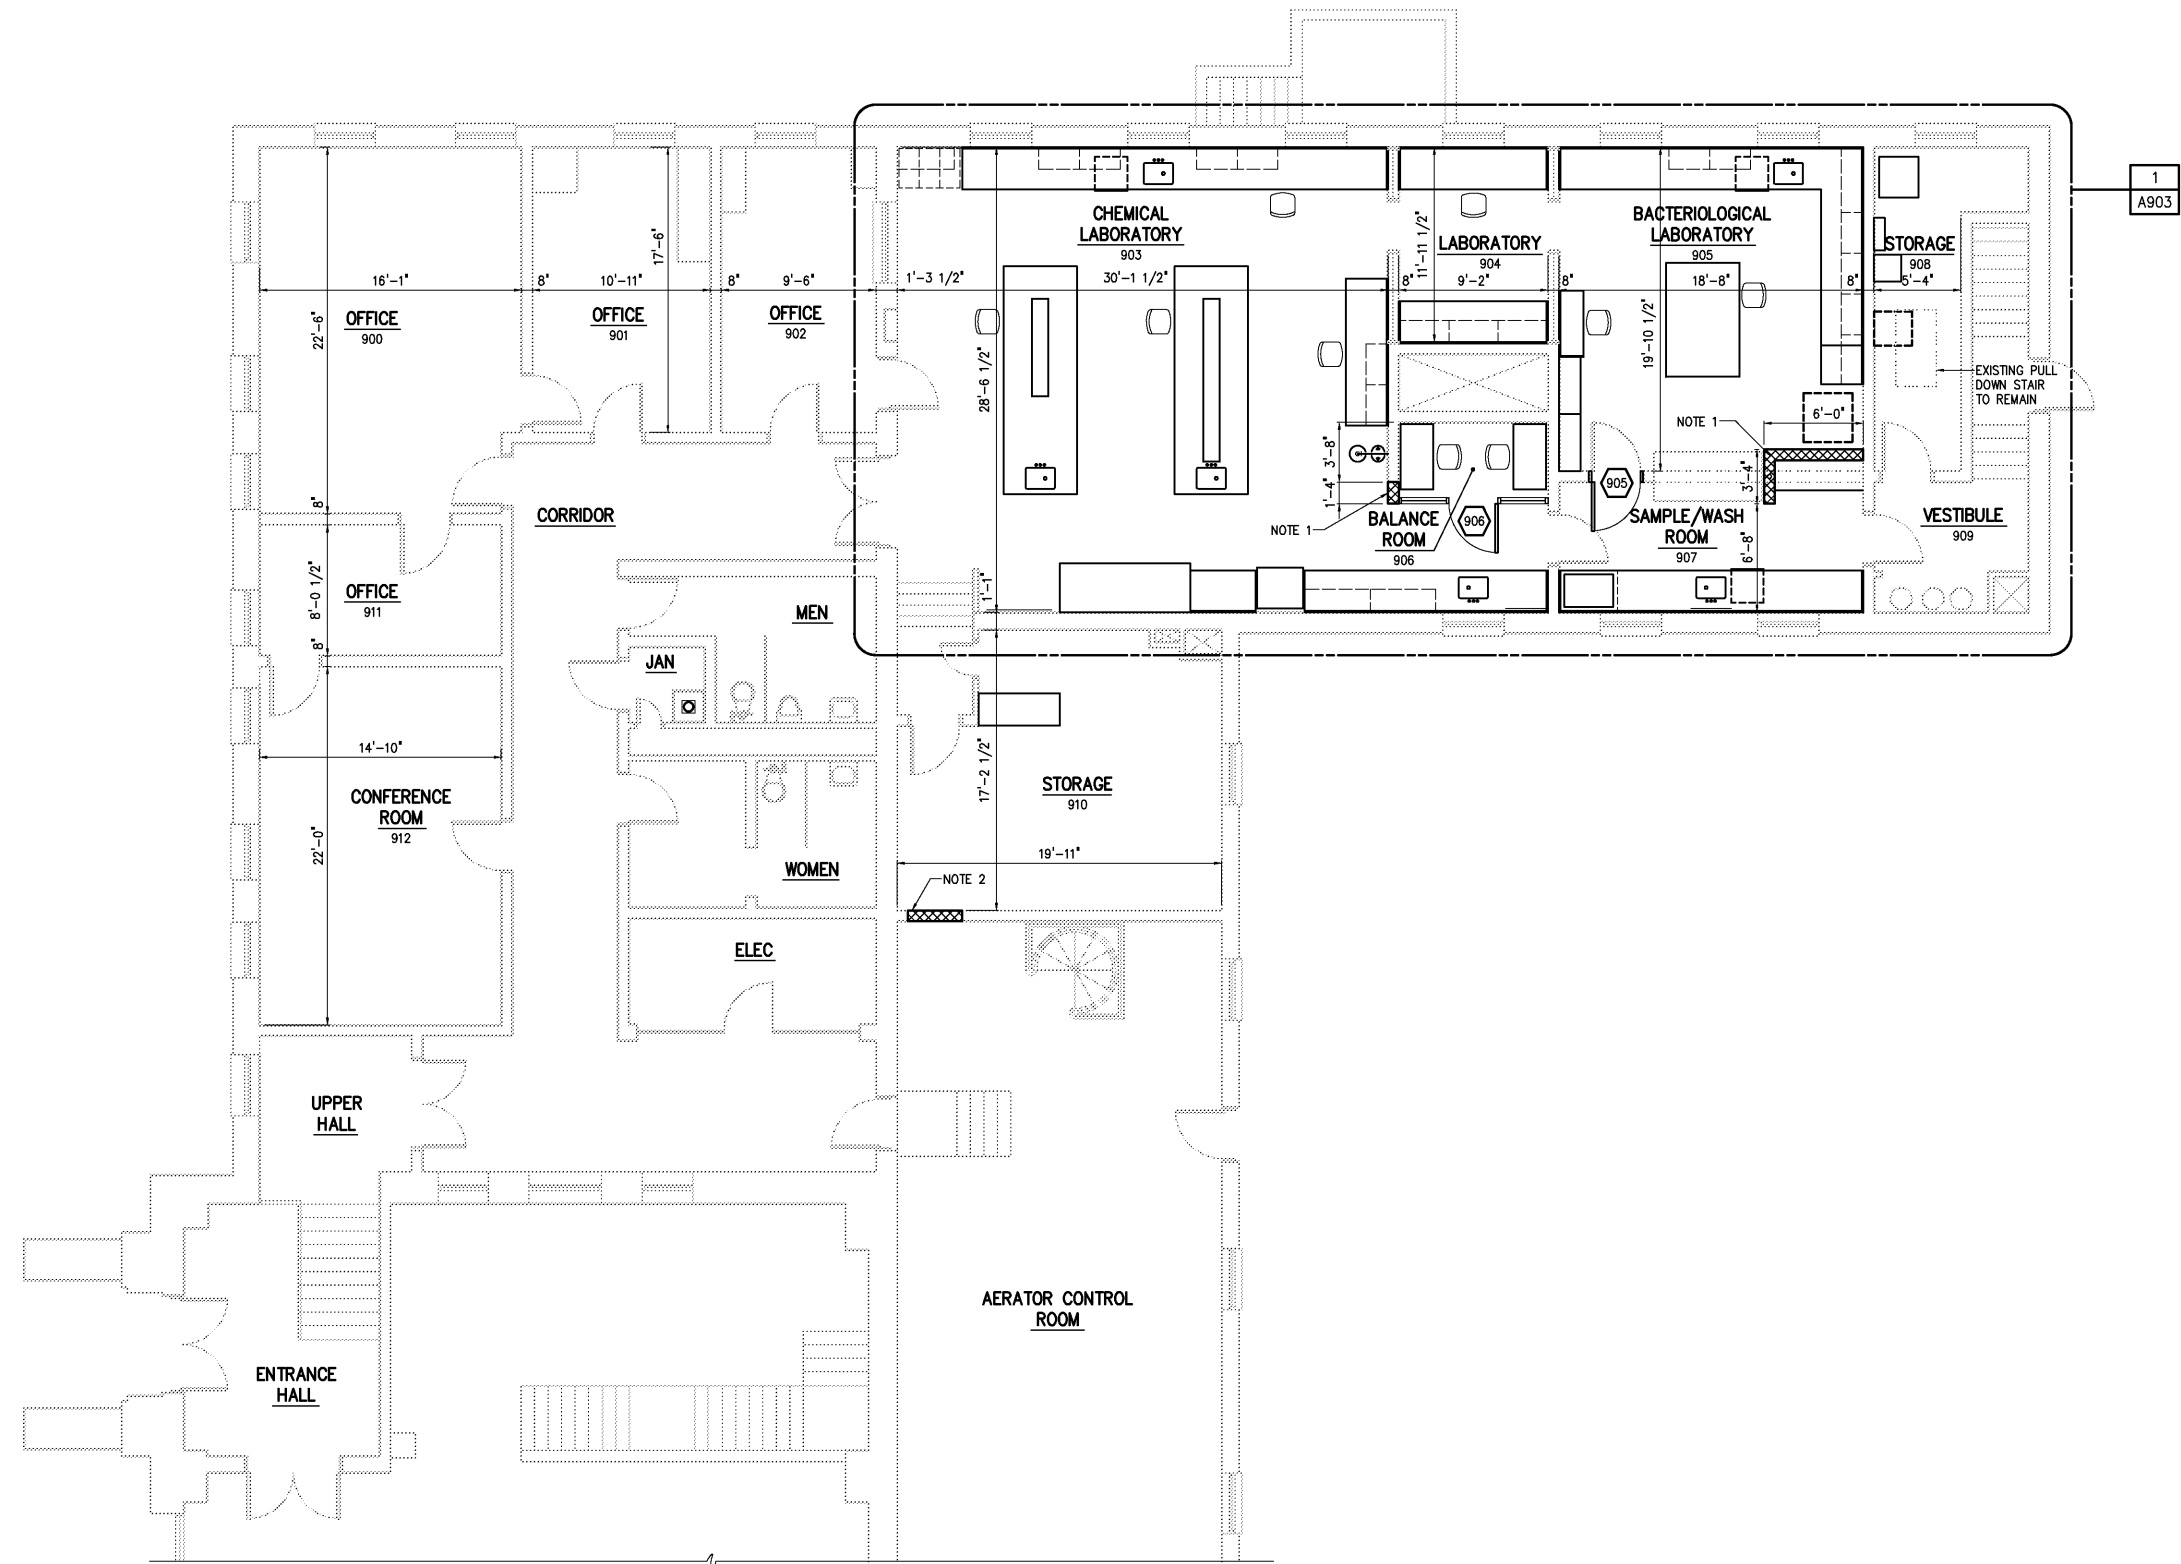 1
A903
CHEMICAL
LABORATORY
903
LABORATORY
904
BACTERIOLOGICAL
LABORATORY
905
STORAGE
908
16'-1"
8"
10'-11"
8"
9'-6"
1'-3 1/2"
30'-1 1/2"
8"
9'-2"
8"
18'-8"
8"
5'-4"
22'-6"
17'-6"
28'-6 1/2"
11'-11 1/2"
19'-10 1/2"
OFFICE
900
OFFICE
901
OFFICE
902
EXISTING PULL
DOWN STAIR
TO REMAIN
6'-0"
NOTE 1
3'-8"
1'-4"
3'-4"
905
906
NOTE 1
8"
CORRIDOR
BALANCE
ROOM
906
SAMPLE/WASH
ROOM
907
6'-8"
VESTIBULE
909
OFFICE
911
8'-0 1/2"
8"
1'-1"
MEN
JAN
14'-10"
17'-2 1/2"
STORAGE
910
CONFERENCE
ROOM
912
22'-0"
19'-11"
WOMEN
NOTE 2
ELEC
UPPER
HALL
AERATOR CONTROL
ROOM
ENTRANCE
HALL